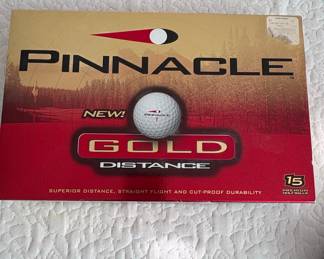 PINNACLE
NEW!
GOLD
DISTANCE
SUPERIOR DISTANCE, STRAIGHT FLIGHT AND CUT-PROOF DURABILITY
15